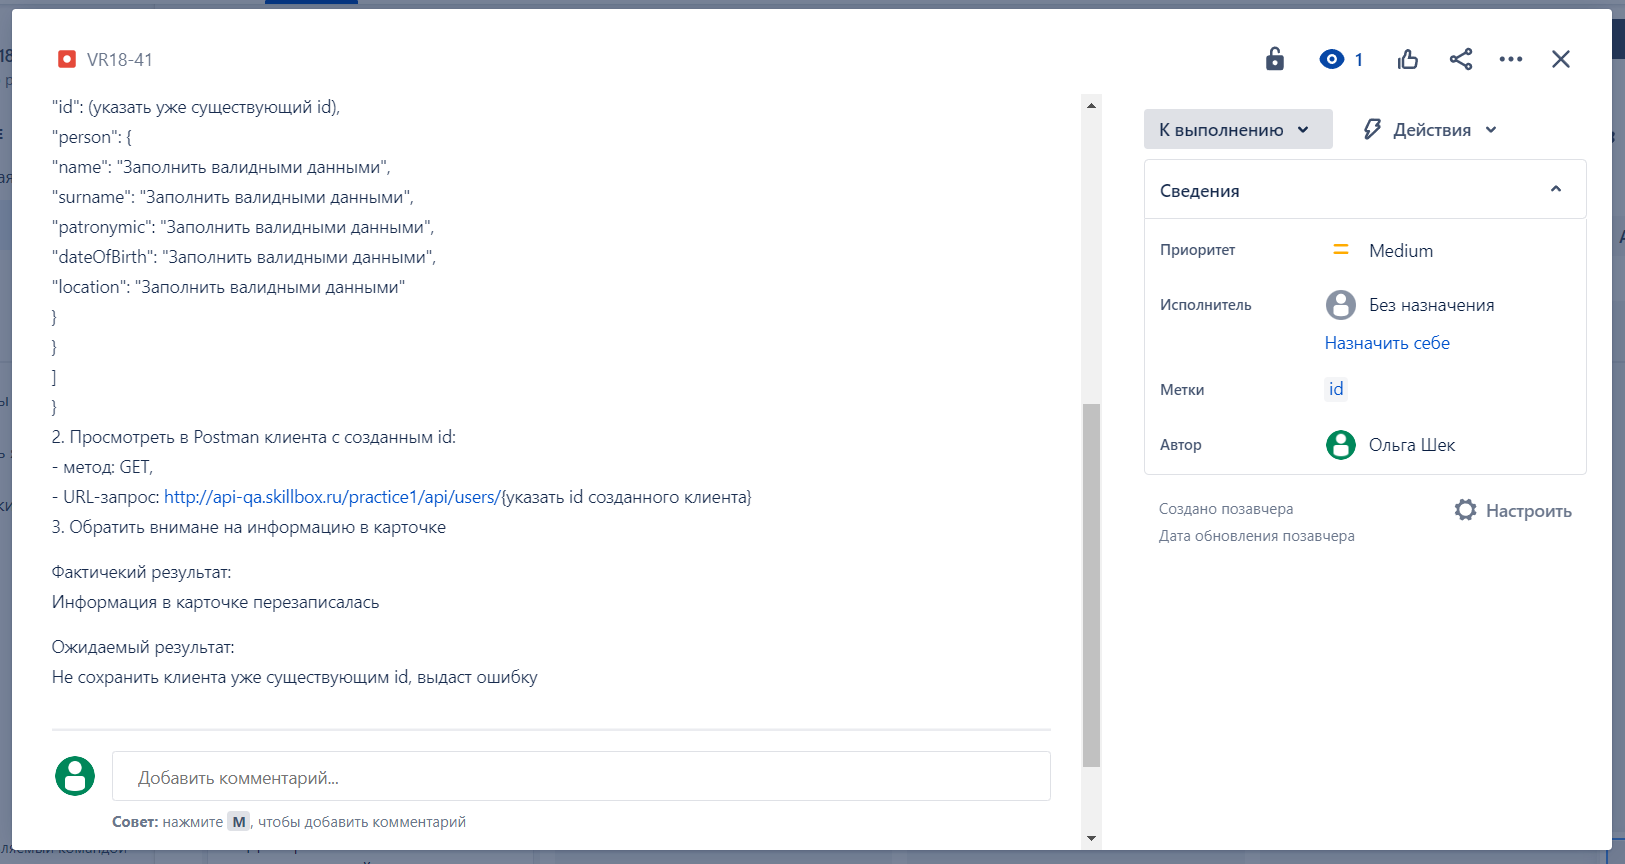 VR18-41
1
"id": (указать уже существующий id),
"person": {
"name": "Заполнить валидными данными",
"surname": "Заполнить валидными данными",
"patronymic": "Заполнить валидными данными",
"dateOfBirth": "Заполнить валидными данными",
"location": "Заполнить валидными данными"
}
}
]
}
2. Просмотреть в Postman клиента с созданным id:
- метод: GET,
- URL-запрос: http://api-qa.skillbox.ru/practice1/api/users/{указать id созданного клиента}
3. Обратить внимане на информацию в карточке
Фактичекий результат:
Информация в карточке перезаписалась
Ожидаемый результат:
Не сохранить клиента уже существующим id, выдаст ошибку
Добавить комментарий...
Совет: нажмите M, чтобы добавить комментарий
К выполнению
Действия
Сведения
Приоритет
Medium
Исполнитель
Без назначения
Назначить себе
Метки
id
Автор
Ольга Шек
Создано позавчера
Настроить
Дата обновления позавчера